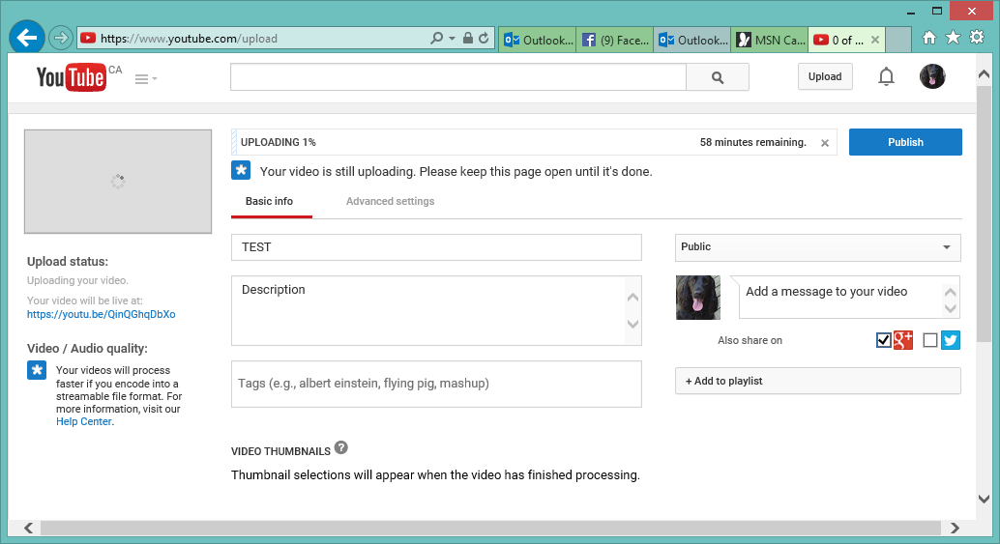 https://www.youtube.com/upload
Outlook...
(9) Face...
Outlook...
MSN Ca...
0 of ...
YouTube CA
Upload
UPLOADING 1%
58 minutes remaining.
Publish
Your video is still uploading. Please keep this page open until it's done.
Basic info
Advanced settings
TEST
Public
Description
Add a message to your video
Also share on
g+
Tags (e.g., albert einstein, flying pig, mashup)
+ Add to playlist
Upload status:
Uploading your video.
Your video will be live at:
https://youtu.be/QinQGhqDbXo
Video / Audio quality:
Your videos will process
faster if you encode into a
streamable file format. For
more information, visit our
Help Center.
VIDEO THUMBNAILS ?
Thumbnail selections will appear when the video has finished processing.